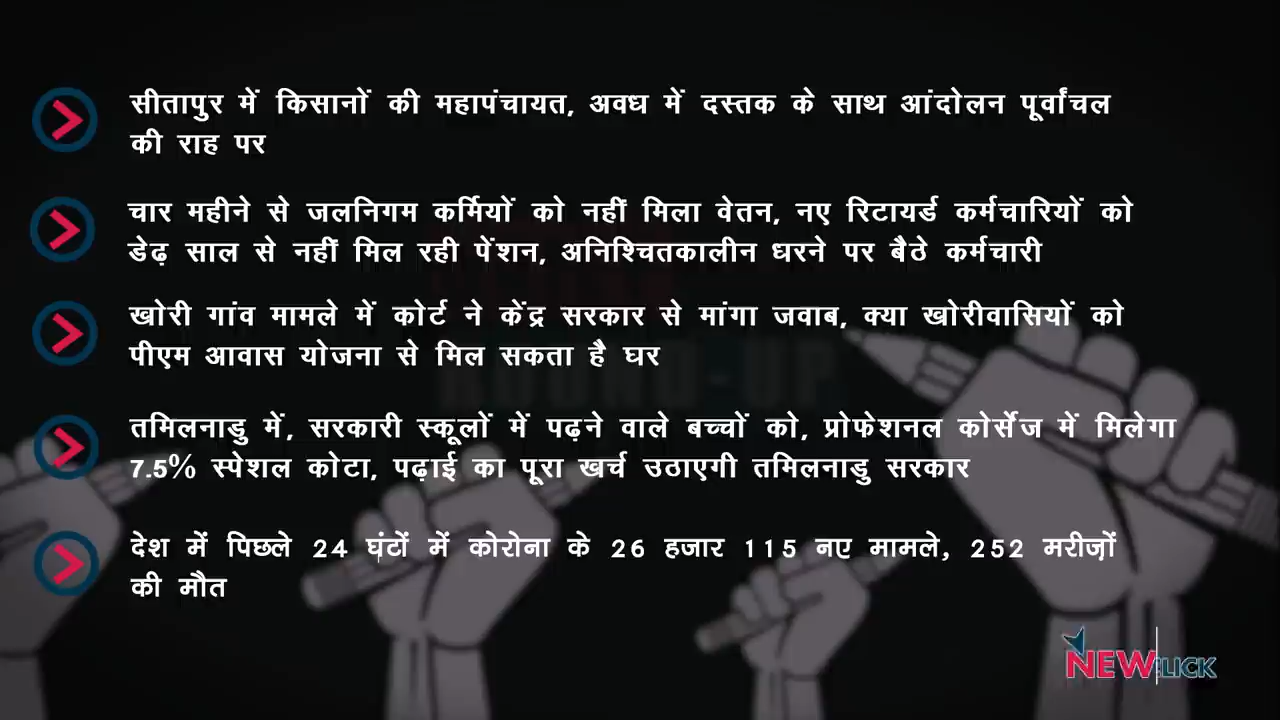 सीतापुर में किसानों की महापंचायत, अवध में दस्तक के साथ आंदोलन पूर्वांचल
की राह पर
चार महीने से जलनिगम कर्मियों को नहीं मिला वेतन, नए रिटायर्ड कर्मचारियों को
डेढ़ साल से नहीं मिल रही पेंशन, अनिश्चितकालीन धरने पर बैठे कर्मचारी
खोरी गांव मामले में कोर्ट ने केंद्र सरकार से मांगा जवाब, क्या खोरीवासियों को
पीएम आवास योजना से मिल सकता है घर
तमिलनाडु में, सरकारी स्कूलों में पढ़ने वाले बच्चों को, प्रोफेशनल कोर्सेज में मिलेगा
7.5% स्पेशल कोटा, पढ़ाई का पूरा खर्च उठाएगी तमिलनाडु सरकार
देश में पिछले 24 घंटों में कोरोना के 26 हजार 115 नए मामले, 252 मरीज़ों
की मौत
ROUND-UP
NEWSCLICK